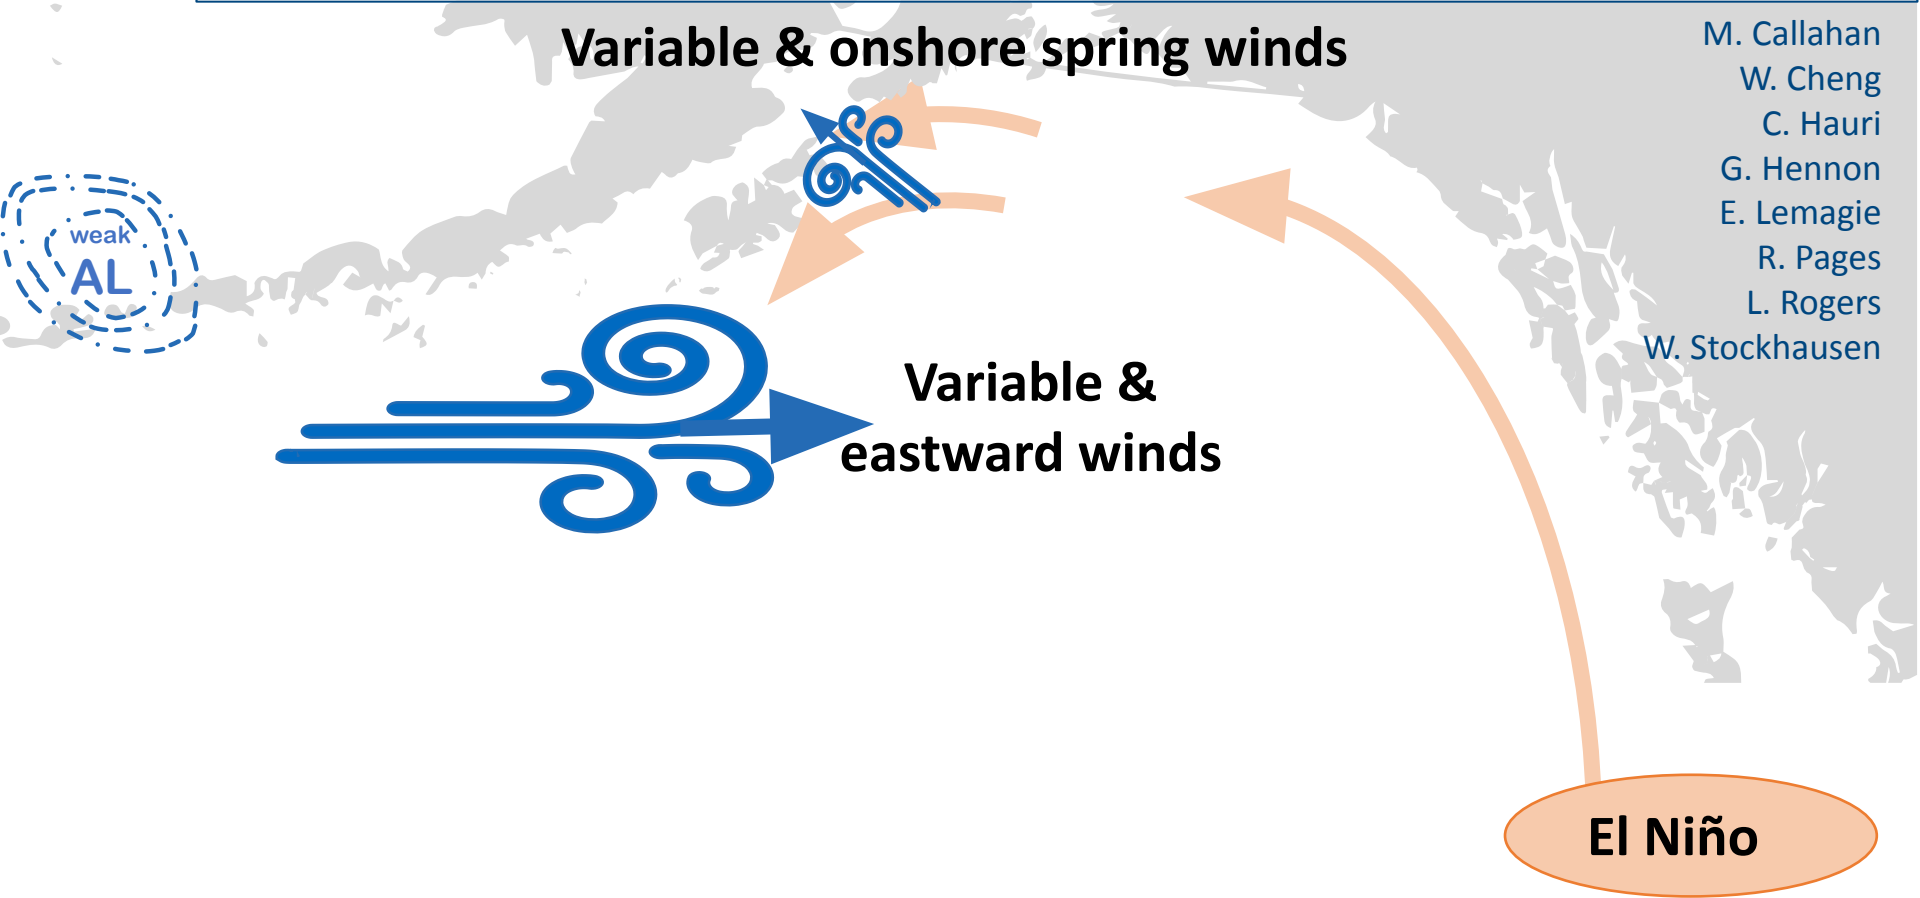 Variable & onshore spring winds
M. Callahan
W. Cheng
C. Hauri
G. Hennon
E. Lemagie
R. Pages
L. Rogers
W. Stockhausen
weak
AL
Variable &
eastward winds
El Niño